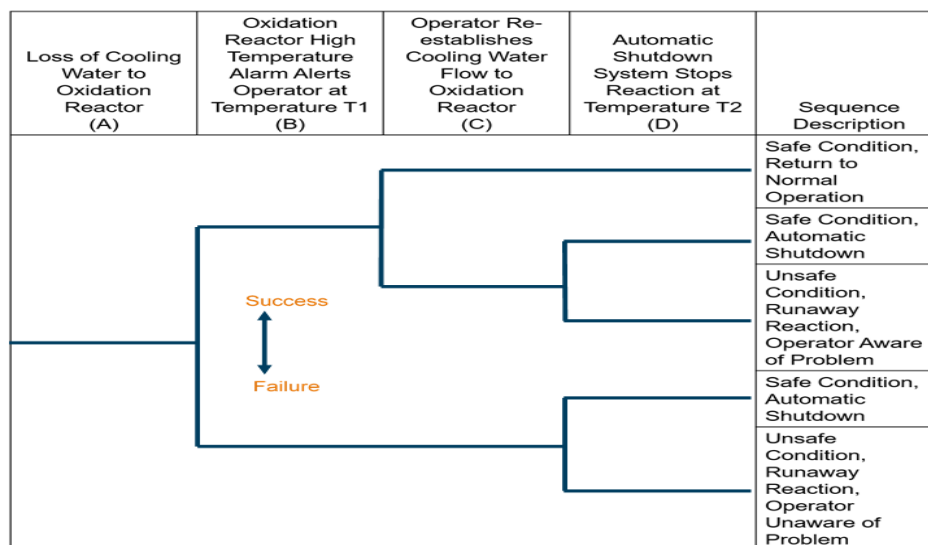 Loss of Cooling
Water to
Oxidation
Reactor
(A)
Oxidation
Reactor High
Temperature
Alarm Alerts
Operator at
Temperature T1
(B)
Operator Re-
establishes
Cooling Water
Flow to
Oxidation
Reactor
(C)
Automatic
Shutdown
System Stops
Reaction at
Temperature T2
(D)
Sequence
Description
Safe Condition,
Return to
Normal
Operation
Safe Condition,
Automatic
Shutdown
Unsafe
Condition,
Runaway
Reaction,
Operator Aware
of Problem
Success
Failure
Safe Condition,
Automatic
Shutdown
Unsafe
Condition,
Runaway
Reaction,
Operator
Unaware of
Problem